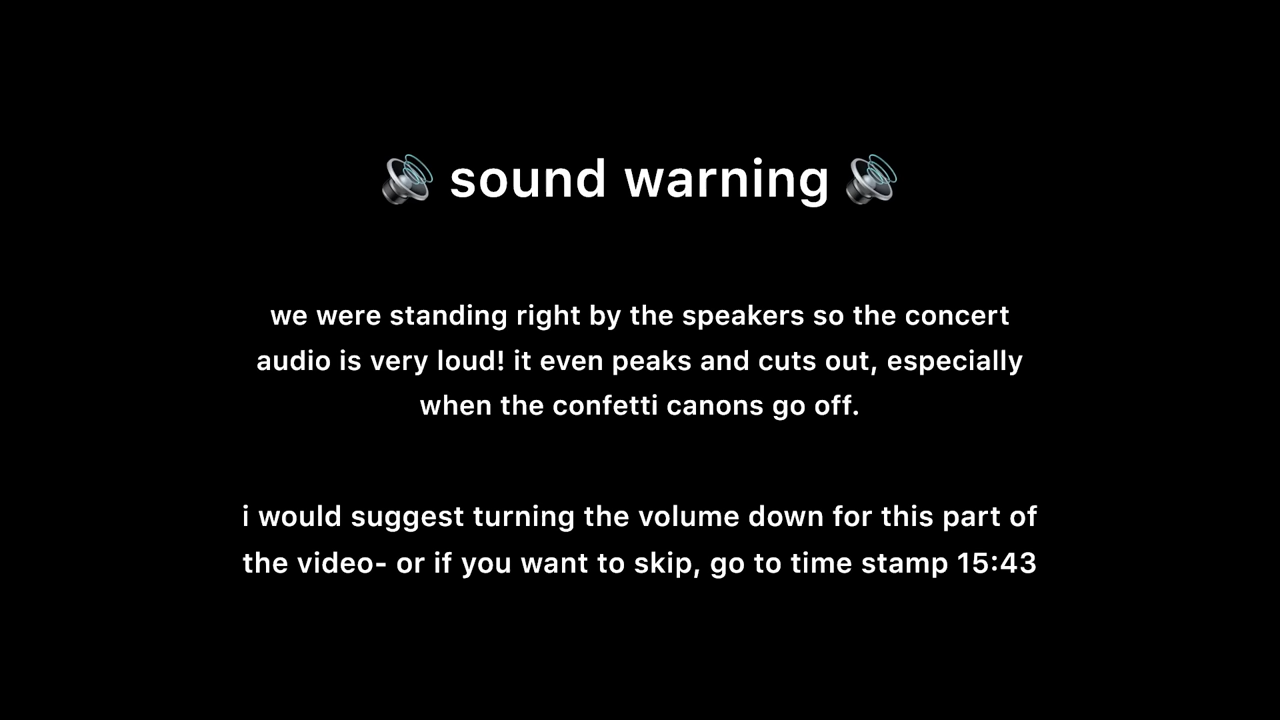 🔊 sound warning 🔊
we were standing right by the speakers so the concert
audio is very loud! it even peaks and cuts out, especially
when the confetti canons go off.
i would suggest turning the volume down for this part of
the video- or if you want to skip, go to time stamp 15:43